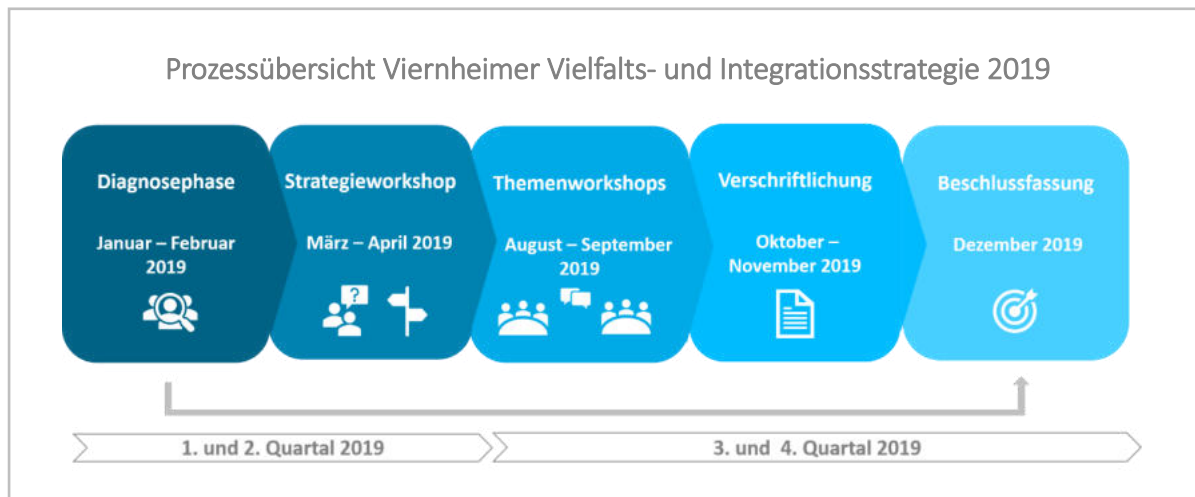 Prozessübersicht Viernheimer Vielfalts- und Integrationsstrategie 2019
Diagnosephase
Januar – Februar
2019
Strategieworkshop
März – April 2019
?
Themenworkshops
August – September
2019
Verschriftlichung
Oktober –
November 2019
Beschlussfassung
Dezember 2019
1. und 2. Quartal 2019
3. und 4. Quartal 2019